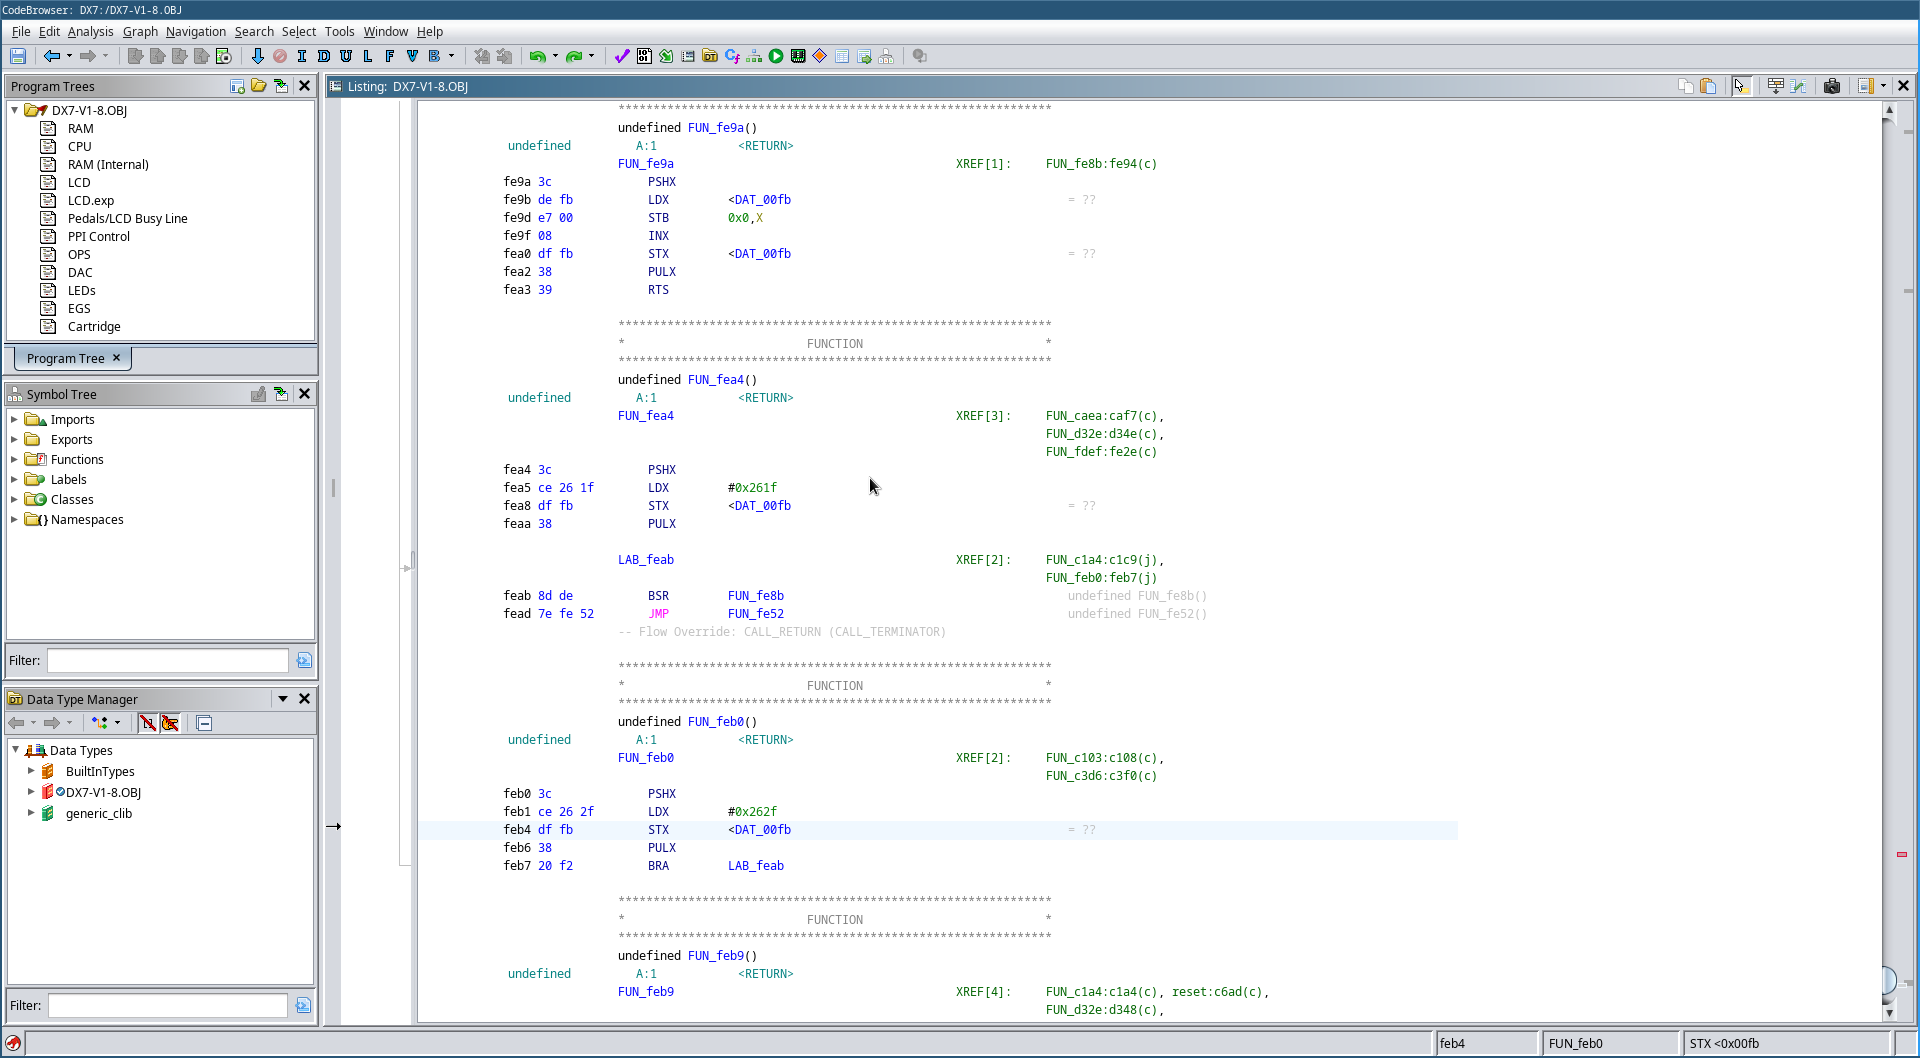 CodeBrowser: DX7:/DX7-V1-8.OBJ
File Edit Analysis Graph Navigation Search Select Tools Window Help
I D U L F V B
Program Trees
DX7-V1-8.OBJ
RAM
CPU
RAM (Internal)
LCD
LCD.exp
Pedals/LCD Busy Line
PPI Control
OPS
DAC
LEDs
EGS
Cartridge
Program Tree ×
Symbol Tree
Imports
Exports
Functions
Labels
Classes
Namespaces
Filter:
Data Type Manager
Data Types
BuiltInTypes
DX7-V1-8.OBJ
generic_clib
Filter:
Listing: DX7-V1-8.OBJ
**************************************************************
undefined FUN_fe9a()
undefined A:1 <RETURN>
FUN_fe9a XREF[1]: FUN_fe8b:fe94(c)
fe9a 3c PSHX
fe9b de fb LDX <DAT_00fb = ??
fe9d e7 00 STB 0x0,X
fe9f 08 INX
fea0 df fb STX <DAT_00fb = ??
fea2 38 PULX
fea3 39 RTS
**************************************************************
* FUNCTION *
**************************************************************
undefined FUN_fea4()
undefined A:1 <RETURN>
FUN_fea4 XREF[3]: FUN_caea:caf7(c),
FUN_d32e:d34e(c),
FUN_fdef:fe2e(c)
fea4 3c PSHX
fea5 ce 26 1f LDX #0x261f
fea8 df fb STX <DAT_00fb = ??
feaa 38 PULX
LAB_feab XREF[2]: FUN_c1a4:c1c9(j),
FUN_feb0:feb7(j)
feab 8d de BSR FUN_fe8b undefined FUN_fe8b()
fead 7e fe 52 JMP FUN_fe52 undefined FUN_fe52()
-- Flow Override: CALL_RETURN (CALL_TERMINATOR)
**************************************************************
* FUNCTION *
**************************************************************
undefined FUN_feb0()
undefined A:1 <RETURN>
FUN_feb0 XREF[2]: FUN_c103:c108(c),
FUN_c3d6:c3f0(c)
feb0 3c PSHX
feb1 ce 26 2f LDX #0x262f
feb4 df fb STX <DAT_00fb = ??
feb6 38 PULX
feb7 20 f2 BRA LAB_feab
**************************************************************
* FUNCTION *
**************************************************************
undefined FUN_feb9()
undefined A:1 <RETURN>
FUN_feb9 XREF[4]: FUN_c1a4:c1a4(c), reset:c6ad(c),
FUN_d32e:d348(c),
feb4 FUN_feb0 STX <0x00fb